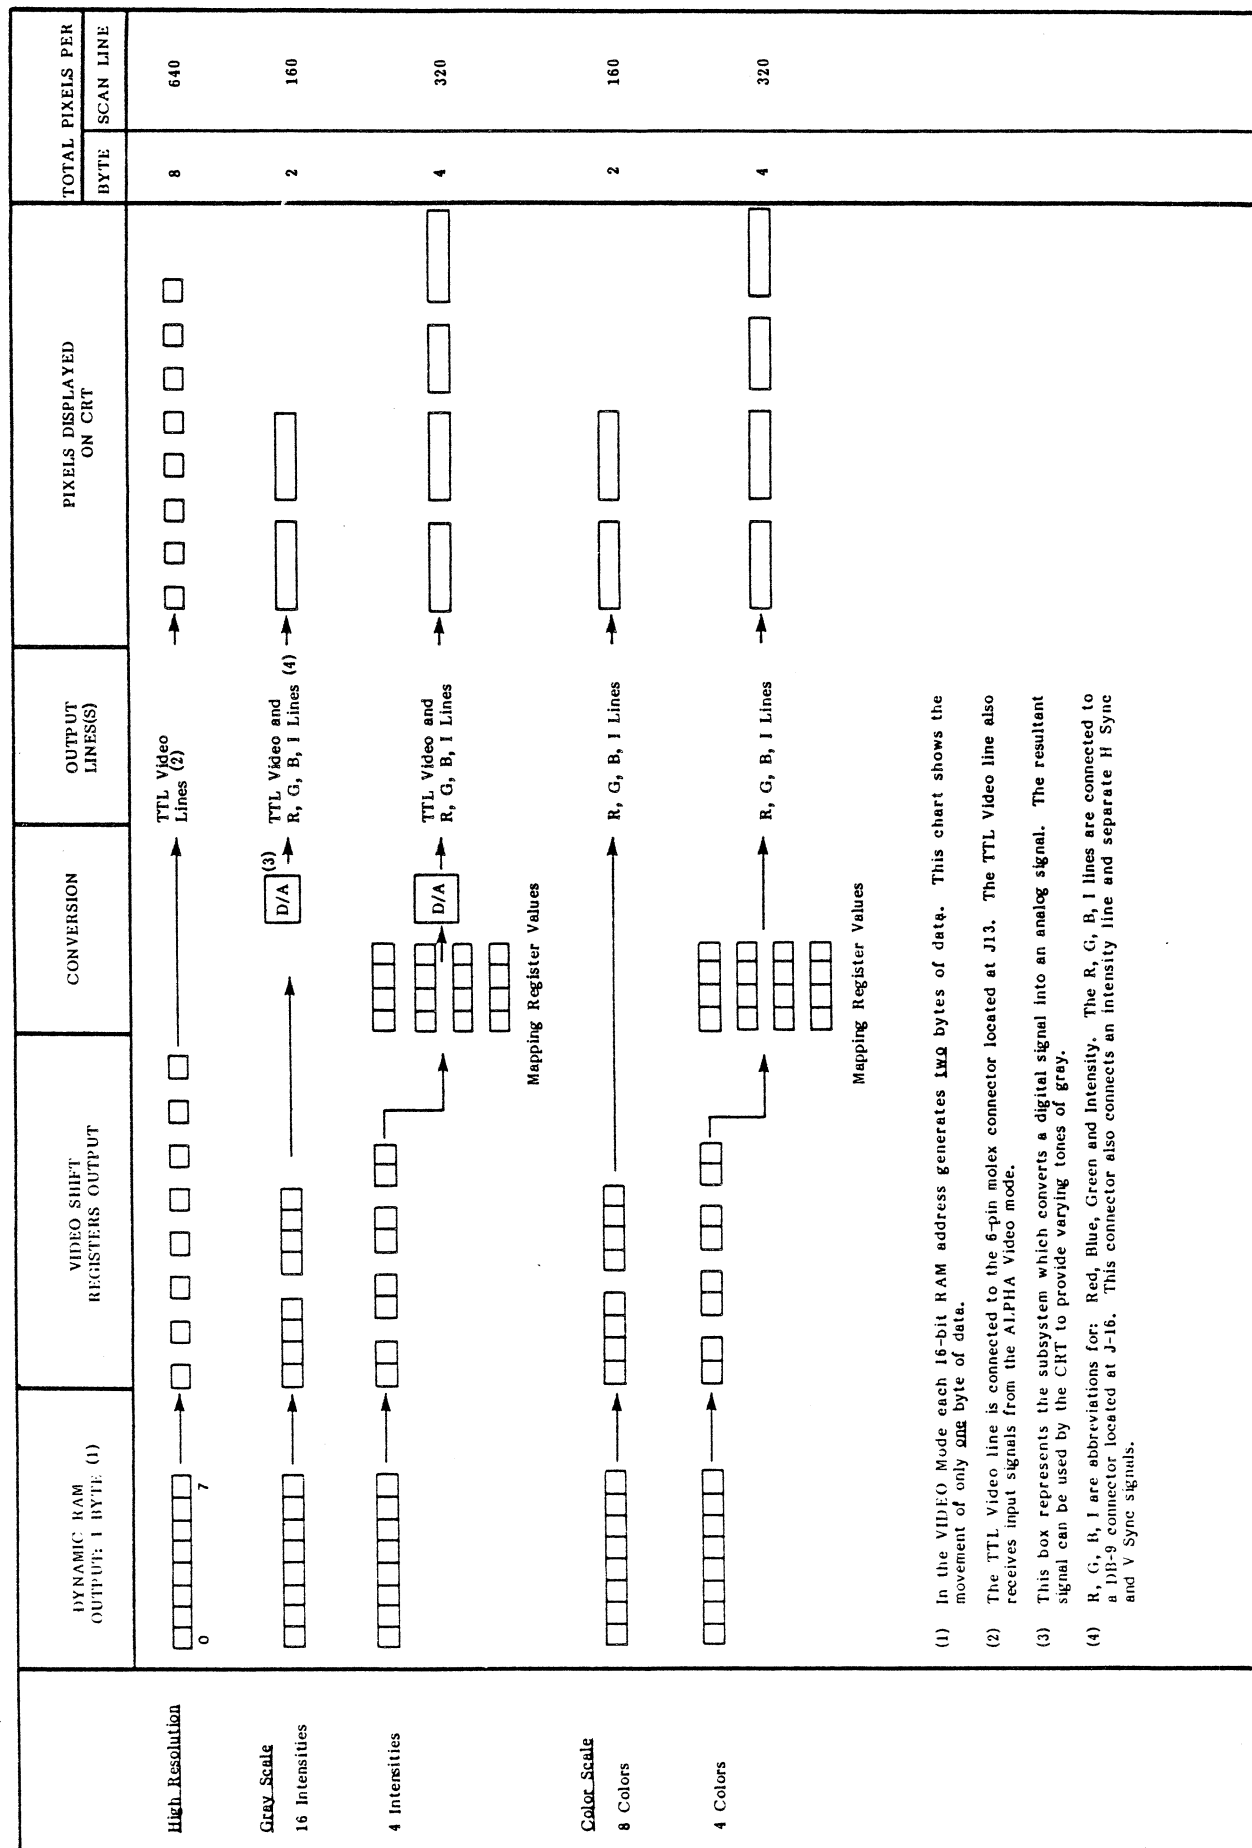 DYNAMIC RAM
OUTPUT: 1 BYTE (1)
VIDEO SHIFT
REGISTERS OUTPUT
CONVERSION
OUTPUT
LINES(S)
PIXELS DISPLAYED
ON CRT
TOTAL PIXELS PER
BYTE
SCAN LINE
High Resolution
0
7
TTL Video
Lines (2)
8
640
Gray Scale
16 Intensities
D/A
(3)
TTL Video and
R, G, B, I Lines (4)
2
160
4 Intensities
Mapping Register Values
D/A
TTL Video and
R, G, B, I Lines
4
320
Color Scale
8 Colors
R, G, B, I Lines
2
160
4 Colors
Mapping Register Values
R, G, B, I Lines
4
320
(1) In the VIDEO Mode each 16-bit RAM address generates two bytes of data. This chart shows the
movement of only one byte of data.
(2) The TTL Video line is connected to the 6-pin molex connector located at J13. The TTL Video line also
receives input signals from the ALPHA Video mode.
(3) This box represents the subsystem which converts a digital signal into an analog signal. The resultant
signal can be used by the CRT to provide varying tones of gray.
(4) R, G, B, I are abbreviations for: Red, Blue, Green and Intensity. The R, G, B, I lines are connected to
a DB-9 connector located at J-16. This connector also connects an intensity line and separate H Sync
and V Sync signals.